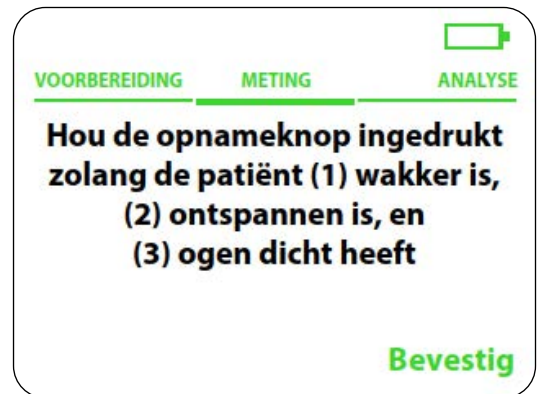 VOORBEREIDING METING ANALYSE
Hou de opnameknop ingedrukt
zolang de patiënt (1) wakker is,
(2) ontspannen is, en
(3) ogen dicht heeft
Bevestig